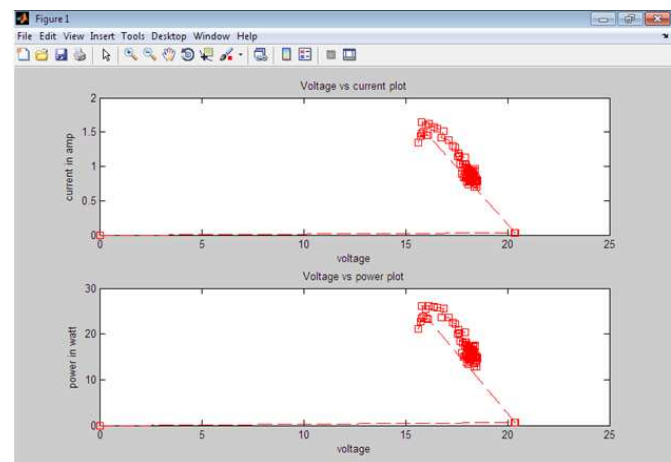 Figure 1
File Edit View Insert Tools Desktop Window Help
Voltage vs current plot
2
1.5
1
0.5
0
current in amp
0 5 10 15 20 25
voltage
Voltage vs power plot
30
20
10
0
power in watt
0 5 10 15 20 25
voltage